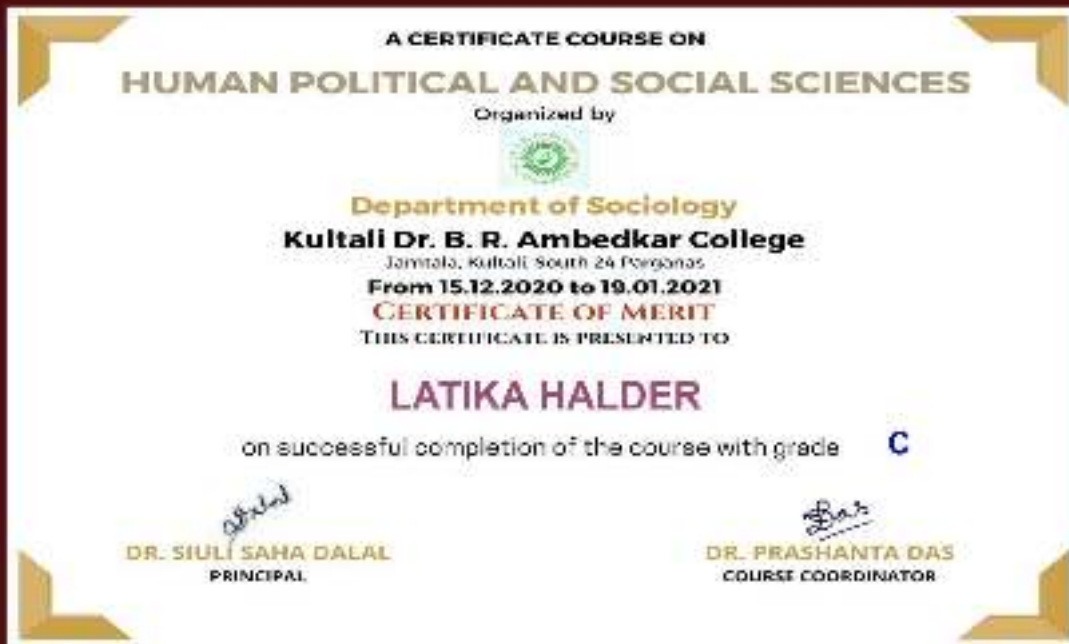 A CERTIFICATE COURSE ON
HUMAN POLITICAL AND SOCIAL SCIENCES
Organized by
Department of Sociology
Kultali Dr. B. R. Ambedkar College
Jamtala, Kultali, South 24 Parganas
From 15.12.2020 to 19.01.2021
CERTIFICATE OF MERIT
THIS CERTIFICATE IS PRESENTED TO
LATIKA HALDER
on successful completion of the course with grade C
DR. SIULI SAHA DALAL
PRINCIPAL
Das
DR. PRASHANTA DAS
COURSE COORDINATOR